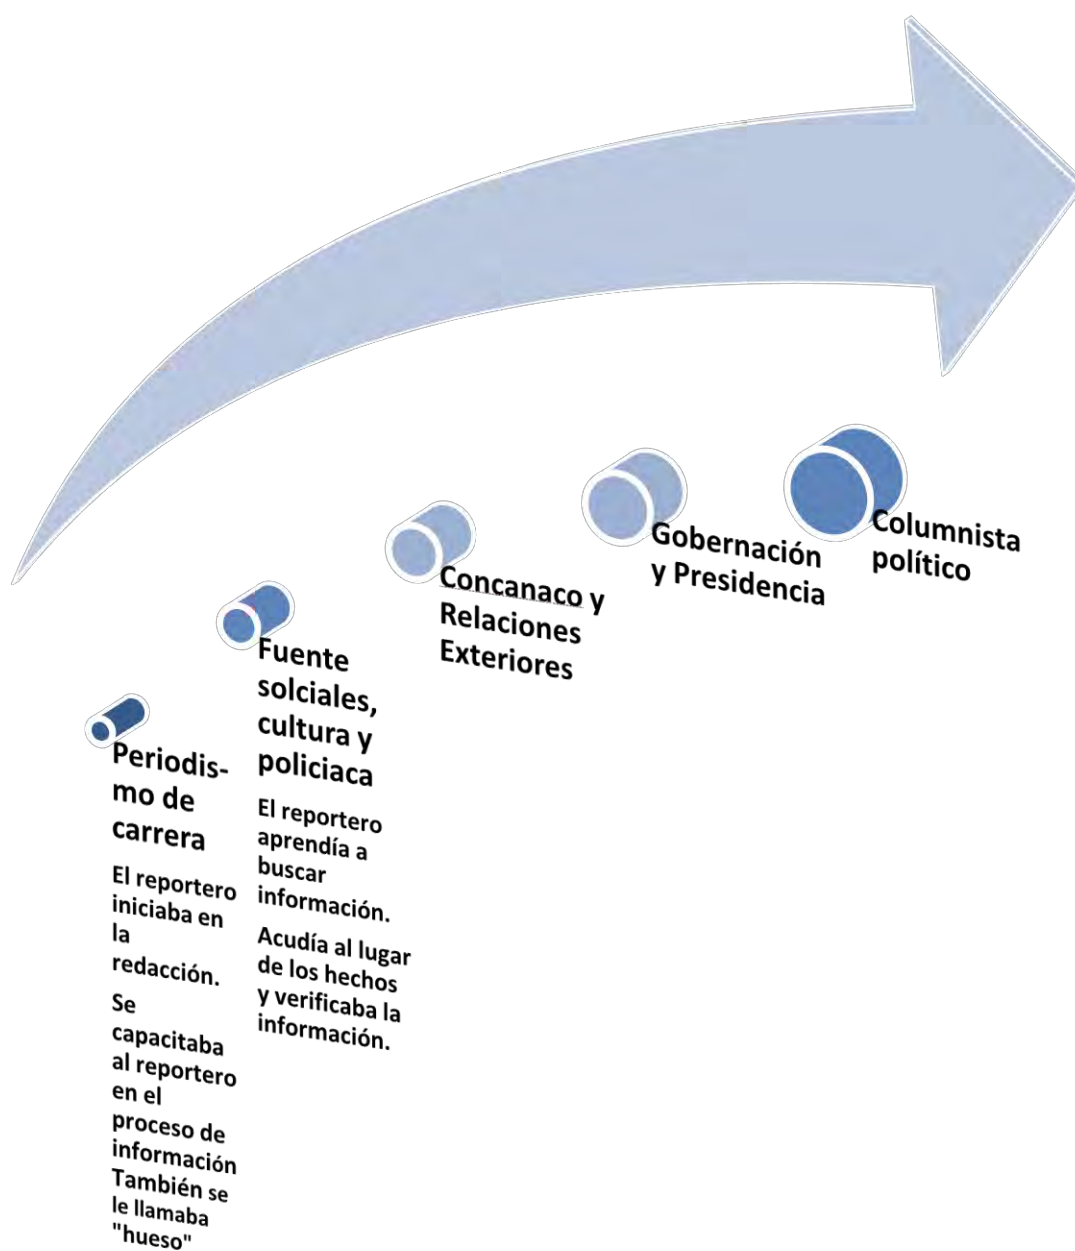 Periodis-
mo de
carrera
El reportero
iniciaba en
la
redacción.
Se
capacitaba
al reportero
en el
proceso de
información
También se
le llamaba
"hueso"
Fuente
solciales,
cultura y
policiaca
El reportero
aprendía a
buscar
información.
Acudía al lugar
de los hechos
y verificaba la
información.
Concanaco y
Relaciones
Exteriores
Gobernación
y Presidencia
Columnista
político